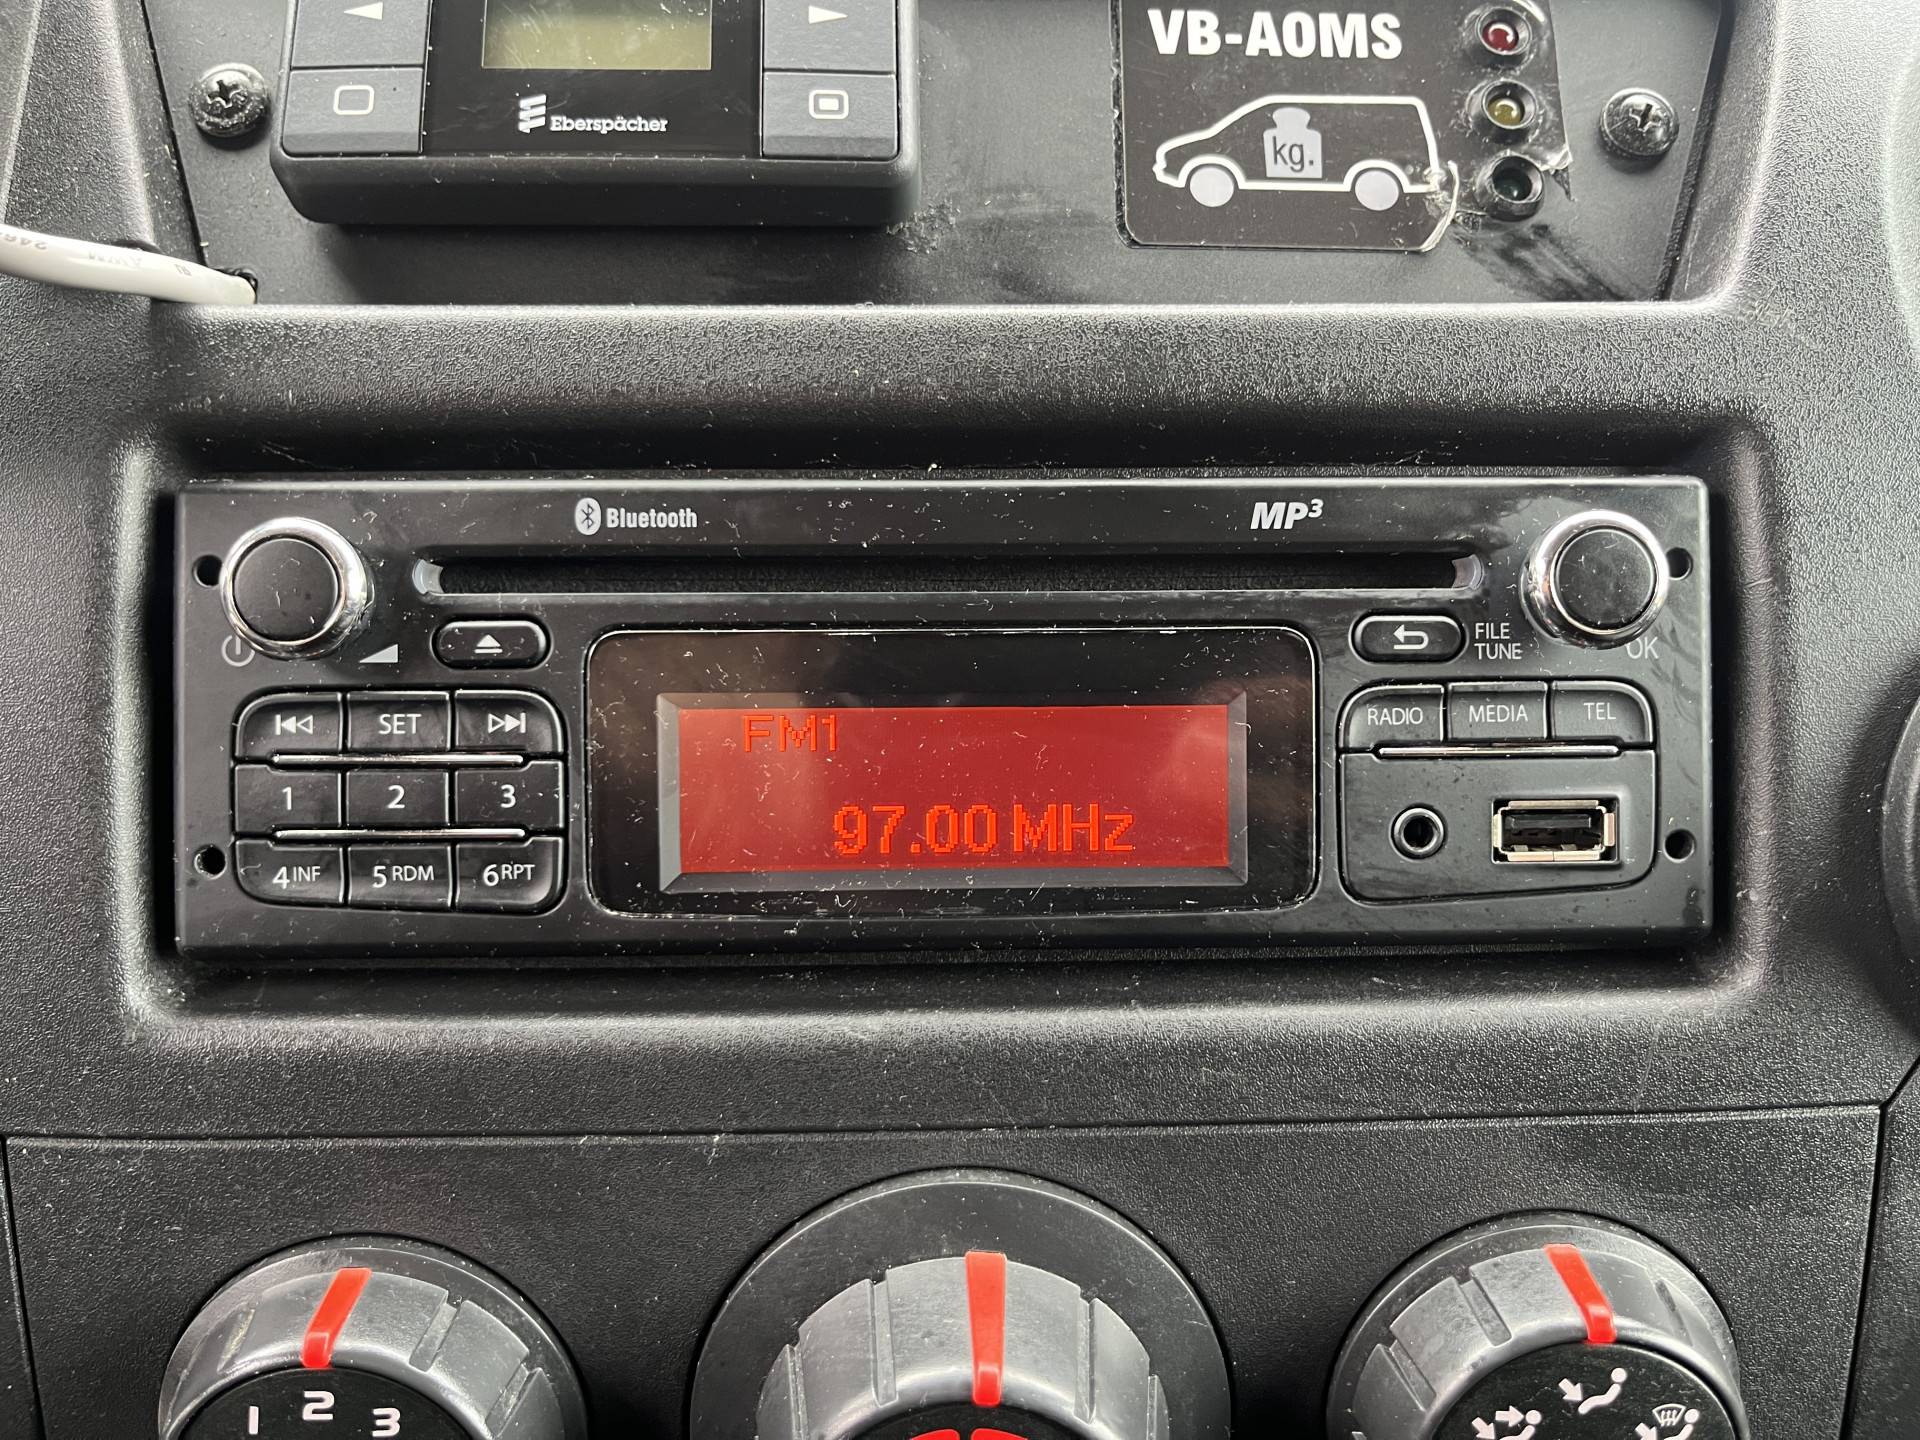 VB-AOMS
kg.
Eberspächer
Bluetooth
MP3
FILE
TUNE
OK
SET
RADIO
MEDIA
TEL
FM1
97.00 MHz
1
2
3
4 INF
5 RDM
6 RPT
1
2
3